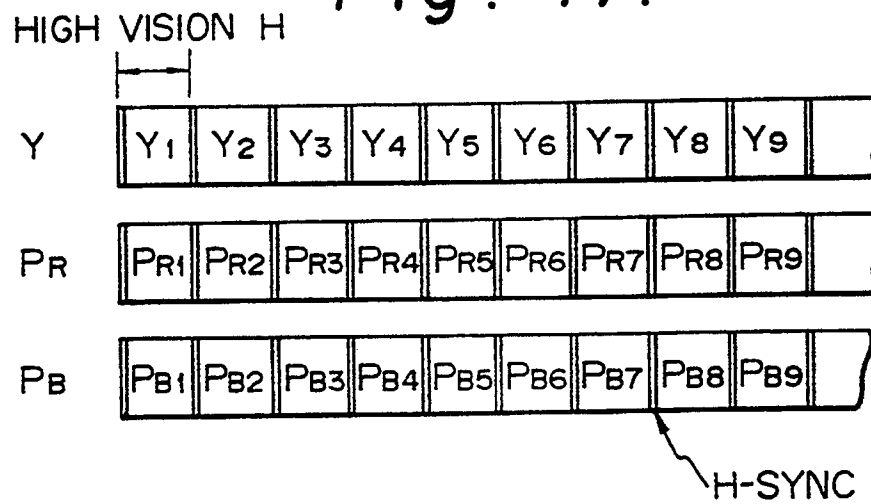 HIGH VISION H
Y Y1 Y2 Y3 Y4 Y5 Y6 Y7 Y8 Y9
PR PR1 PR2 PR3 PR4 PR5 PR6 PR7 PR8 PR9
PB PB1 PB2 PB3 PB4 PB5 PB6 PB7 PB8 PB9
H-SYNC